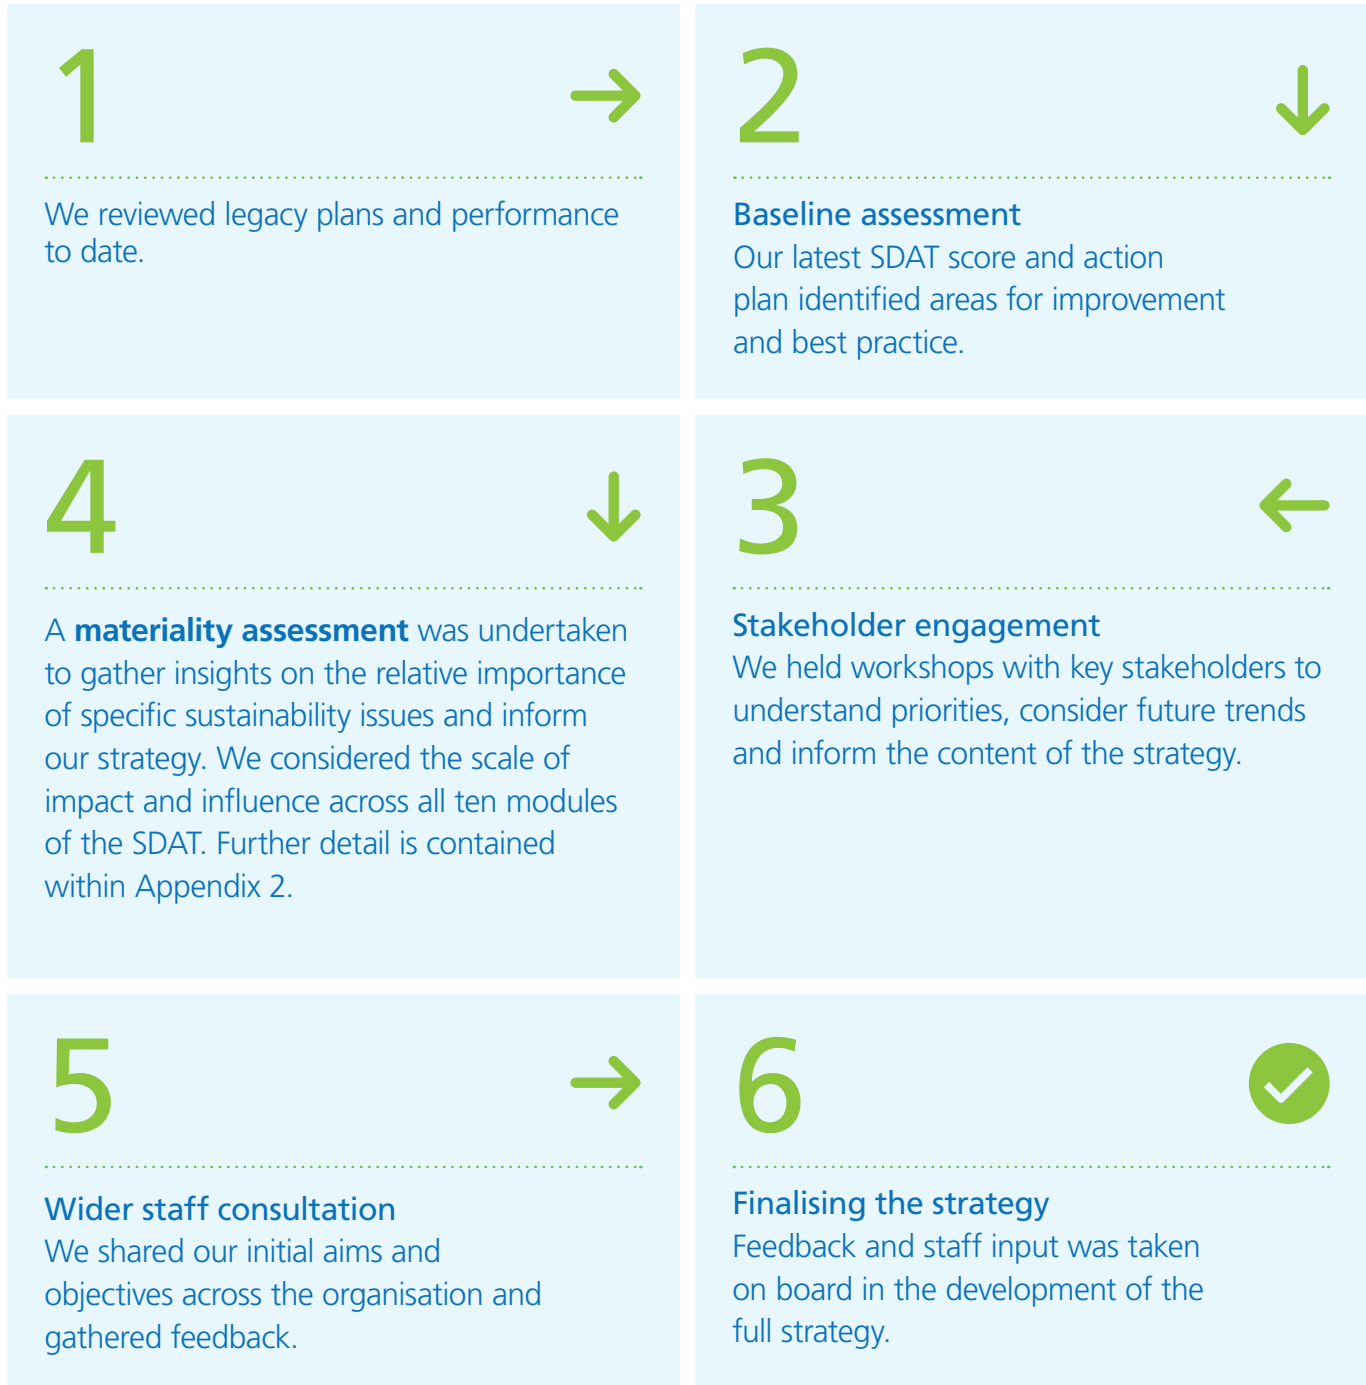 1
We reviewed legacy plans and performance
to date.
2
Baseline assessment
Our latest SDAT score and action
plan identified areas for improvement
and best practice.
3
Stakeholder engagement
We held workshops with key stakeholders to
understand priorities, consider future trends
and inform the content of the strategy.
4
A materiality assessment was undertaken
to gather insights on the relative importance
of specific sustainability issues and inform
our strategy. We considered the scale of
impact and influence across all ten modules
of the SDAT. Further detail is contained
within Appendix 2.
5
Wider staff consultation
We shared our initial aims and
objectives across the organisation and
gathered feedback.
6
Finalising the strategy
Feedback and staff input was taken
on board in the development of the
full strategy.